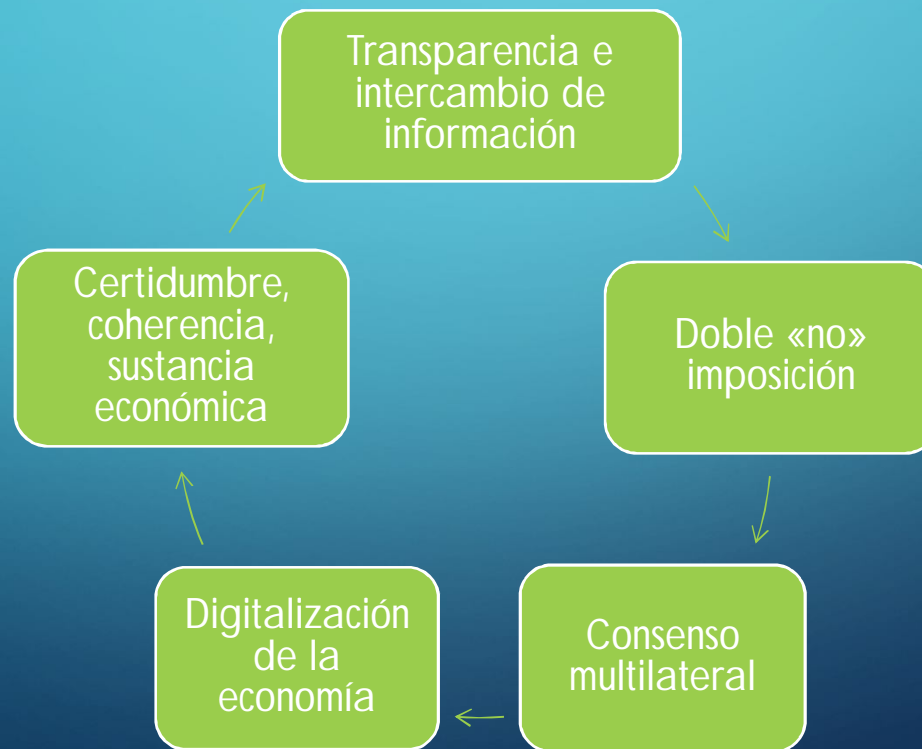 Transparencia e
intercambio de
información
Doble «no»
imposición
Consenso
multilateral
Digitalización
de la
economía
Certidumbre,
coherencia,
sustancia
económica